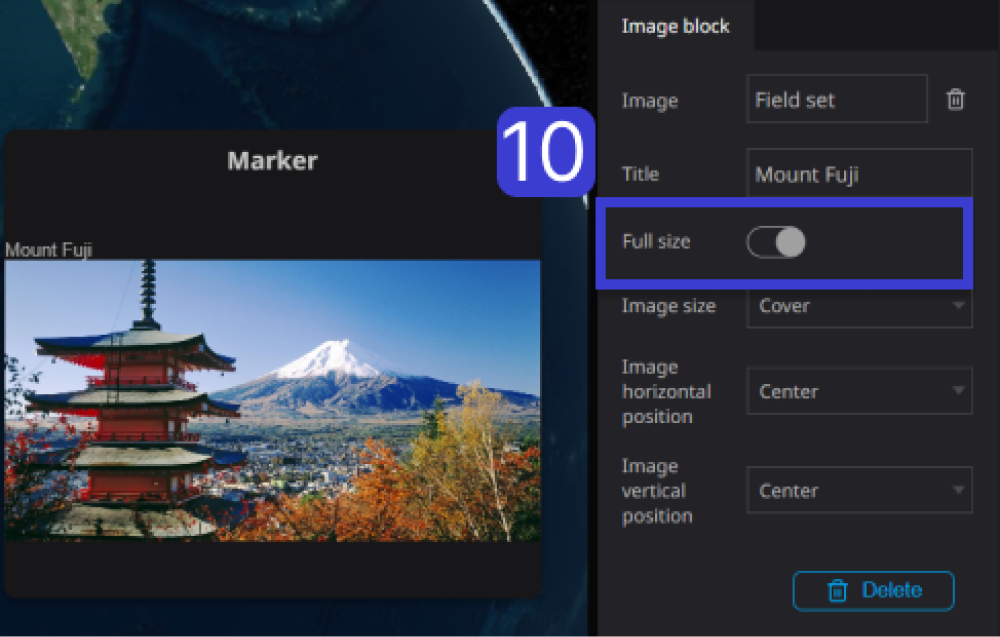 Image block
Image
Field set
10
Marker
Title
Mount Fuji
Full size
Mount Fuji
Image size
Cover
Image
horizontal
position
Center
Image
vertical
position
Center
Delete